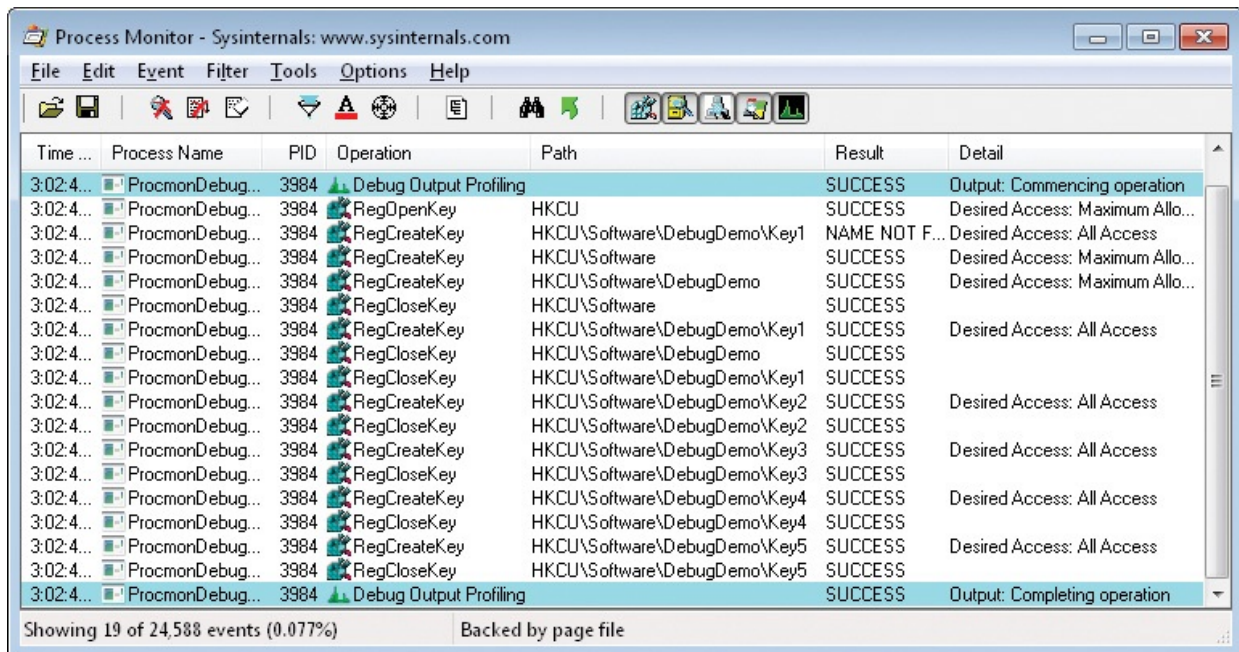 Process Monitor - Sysinternals: www.sysinternals.com
File Edit Event Filter Tools Options Help
Time ... Process Name PID Operation Path Result Detail
3:02:4... ProcmonDebug... 3984 Debug Output Profiling SUCCESS Output: Commencing operation
3:02:4... ProcmonDebug... 3984 RegOpenKey HKCU SUCCESS Desired Access: Maximum Allo...
3:02:4... ProcmonDebug... 3984 RegCreateKey HKCU\Software\DebugDemo\Key1 NAME NOT F... Desired Access: All Access
3:02:4... ProcmonDebug... 3984 RegCreateKey HKCU\Software SUCCESS Desired Access: Maximum Allo...
3:02:4... ProcmonDebug... 3984 RegCreateKey HKCU\Software\DebugDemo SUCCESS Desired Access: Maximum Allo...
3:02:4... ProcmonDebug... 3984 RegCloseKey HKCU\Software SUCCESS
3:02:4... ProcmonDebug... 3984 RegCreateKey HKCU\Software\DebugDemo\Key1 SUCCESS Desired Access: All Access
3:02:4... ProcmonDebug... 3984 RegCloseKey HKCU\Software\DebugDemo SUCCESS
3:02:4... ProcmonDebug... 3984 RegCloseKey HKCU\Software\DebugDemo\Key1 SUCCESS
3:02:4... ProcmonDebug... 3984 RegCreateKey HKCU\Software\DebugDemo\Key2 SUCCESS Desired Access: All Access
3:02:4... ProcmonDebug... 3984 RegCloseKey HKCU\Software\DebugDemo\Key2 SUCCESS
3:02:4... ProcmonDebug... 3984 RegCreateKey HKCU\Software\DebugDemo\Key3 SUCCESS Desired Access: All Access
3:02:4... ProcmonDebug... 3984 RegCloseKey HKCU\Software\DebugDemo\Key3 SUCCESS
3:02:4... ProcmonDebug... 3984 RegCreateKey HKCU\Software\DebugDemo\Key4 SUCCESS Desired Access: All Access
3:02:4... ProcmonDebug... 3984 RegCloseKey HKCU\Software\DebugDemo\Key4 SUCCESS
3:02:4... ProcmonDebug... 3984 RegCreateKey HKCU\Software\DebugDemo\Key5 SUCCESS Desired Access: All Access
3:02:4... ProcmonDebug... 3984 RegCloseKey HKCU\Software\DebugDemo\Key5 SUCCESS
3:02:4... ProcmonDebug... 3984 Debug Output Profiling SUCCESS Output: Completing operation
Showing 19 of 24,588 events (0.077%) Backed by page file